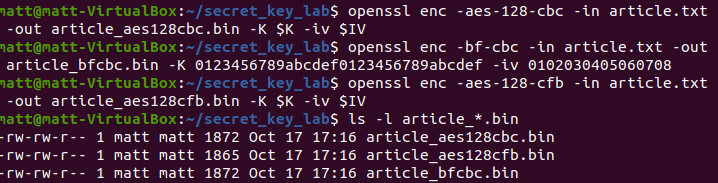 matt@matt-VirtualBox:~/secret_key_lab$ openssl enc -aes-128-cbc -in article.txt
 -out article_aes128cbc.bin -K $K -iv $IV
matt@matt-VirtualBox:~/secret_key_lab$ openssl enc -bf-cbc -in article.txt -out
 article_bfcbc.bin -K 0123456789abcdef0123456789abcdef -iv 0102030405060708
matt@matt-VirtualBox:~/secret_key_lab$ openssl enc -aes-128-cfb -in article.txt
 -out article_aes128cfb.bin -K $K -iv $IV
matt@matt-VirtualBox:~/secret_key_lab$ ls -l article_*.bin
-rw-rw-r-- 1 matt matt 1872 Oct 17 17:16 article_aes128cbc.bin
-rw-rw-r-- 1 matt matt 1865 Oct 17 17:16 article_aes128cfb.bin
-rw-rw-r-- 1 matt matt 1872 Oct 17 17:16 article_bfcbc.bin